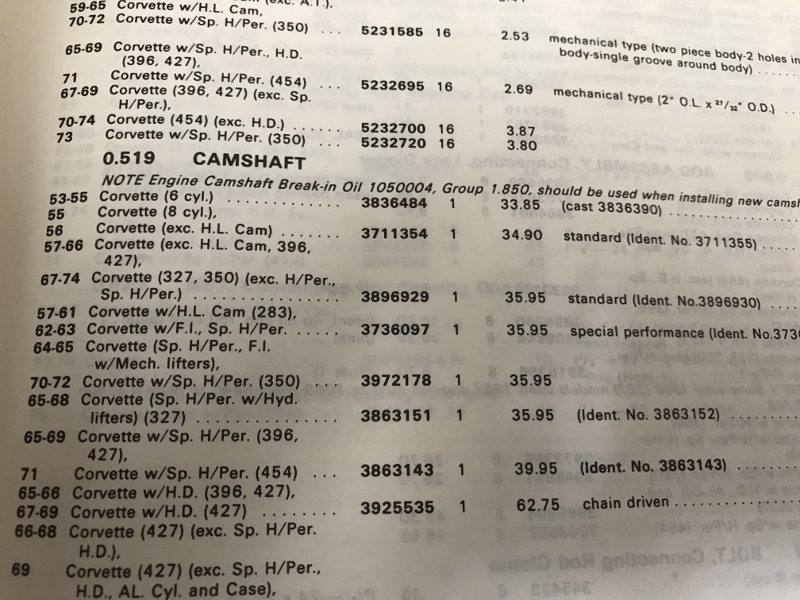 59-65 Corvette w/H.L. Cam,
70-72 Corvette w/Sp. H/Per. (350) ... 5231585 16 2.53 mechanical type (two piece body-2 holes in
body-single groove around body) .......
65-69 Corvette w/Sp. H/Per., H.D.
(396, 427),
71 Corvette w/Sp. H/Per. (454) ... 5232695 16 2.69 mechanical type (2" O.L. x 27/32" O.D.) ...
67-69 Corvette (396, 427) (exc. Sp.
H/Per.),
70-74 Corvette (454) (exc. H.D.) ...... 5232700 16 3.87
73 Corvette w/Sp. H/Per. (350) ... 5232720 16 3.80
0.519 CAMSHAFT
NOTE Engine Camshaft Break-in Oil 1050004, Group 1.850, should be used when installing new camsh
53-55 Corvette (6 cyl.) ............ 3836484 1 33.85 (cast 3836390) ................
55 Corvette (8 cyl.),
56 Corvette (exc. H.L. Cam) ....... 3711354 1 34.90 standard (Ident. No. 3711355) .....
57-66 Corvette (exc. H.L. Cam, 396,
427),
67-74 Corvette (327, 350) (exc. H/Per.,
Sp. H/Per.) ................ 3896929 1 35.95 standard (Ident. No.3896930) ....
57-61 Corvette w/H.L. Cam (283),
62-63 Corvette w/F.I., Sp. H/Per. ..... 3736097 1 35.95 special performance (Ident. No.373
64-65 Corvette (Sp. H/Per., F.I.
w/Mech. lifters),
70-72 Corvette w/Sp. H/Per. (350) ... 3972178 1 35.95
65-68 Corvette (Sp. H/Per. w/Hyd.
lifters) (327) ............... 3863151 1 35.95 (Ident. No. 3863152) .........
65-69 Corvette w/Sp. H/Per. (396,
427),
71 Corvette w/Sp. H/Per. (454) ... 3863143 1 39.95 (Ident. No. 3863143) ........
65-66 Corvette w/H.D. (396, 427),
67-69 Corvette w/H.D. (427) ........ 3925535 1 62.75 chain driven ...............
66-68 Corvette (427) (exc. Sp. H/Per.
H.D.),
69 Corvette (427) (exc. Sp. H/Per.,
H.D., AL. Cyl. and Case),